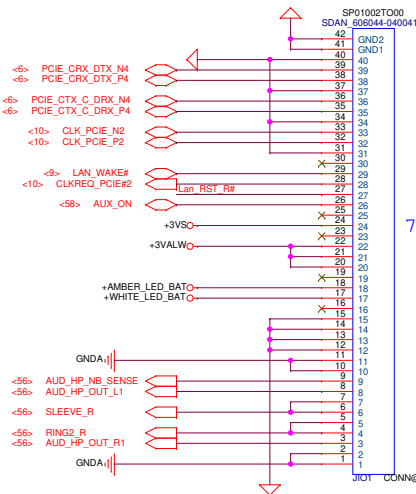 SP01002TO00
SDAN_606044-040041
42 GND2
41 GND1
40 40
<6> PCIE_CRX_DTX_N4 39 39
<6> PCIE_CRX_DTX_P4 38 38
37 37
<6> PCIE_CTX_C_DRX_N4 36 36
<6> PCIE_CTX_C_DRX_P4 35 35
34 34
<10> CLK_PCIE_N2 33 33
<10> CLK_PCIE_P2 32 32
31 31
30 30
<9> LAN_WAKE# 29 29
<10> CLKREQ_PCIE#2 28 28
Lan_RST_R# 27 27
<58> AUX_ON 26 26
25 25
+3VS 24 24
23 23
+3VALW 22 22
21 21
20 20
19 19
+AMBER_LED_BAT 18 18
+WHITE_LED_BAT 17 17
16 16
15 15
14 14
13 13
12 12
GNDA 11 11
10 10
<56> AUD_HP_NB_SENSE 9 9
<56> AUD_HP_OUT_L1 8 8
7 7
<56> SLEEVE_R 6 6
5 5
<56> RING2_R 4 4
<56> AUD_HP_OUT_R1 3 3
2 2
GNDA 1 1
JIO1 CONN@
7